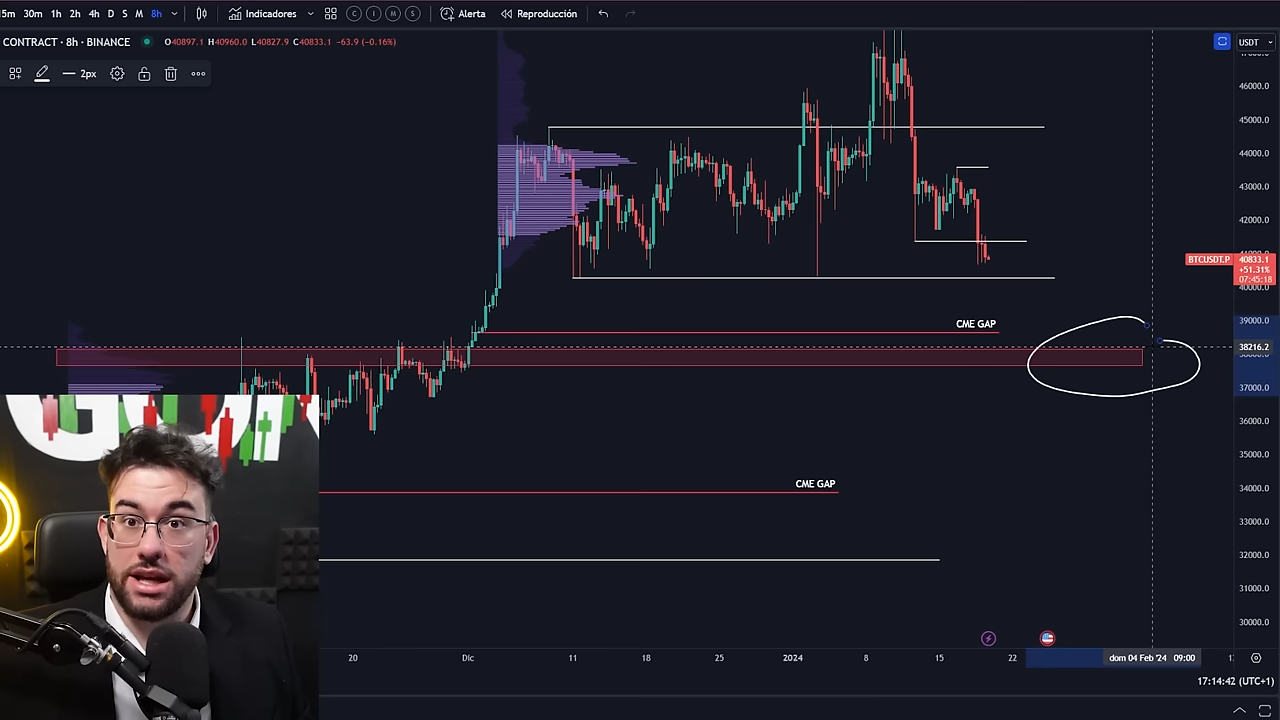 15m 30m 1h 2h 4h D S M 8h Indicadores C I M S Alerta Reproducción
CONTRACT · 8h · BINANCE O40897.1 H40960.0 L40827.9 C40833.1 -63.9 (-0.16%)
USDT
2px
46000.0
45000.0
44000.0
43000.0
42000.0
BTCUSDT.P 40833.1
+51.31%
07:45:18
40000.0
39000.0
CME GAP
38216.2
37000.0
36000.0
35000.0
34000.0
CME GAP
33000.0
32000.0
31000.0
30000.0
20 Dic 11 18 25 2024 8 15 22 dom 04 Feb '24 09:00
17:14:42 (UTC+1)